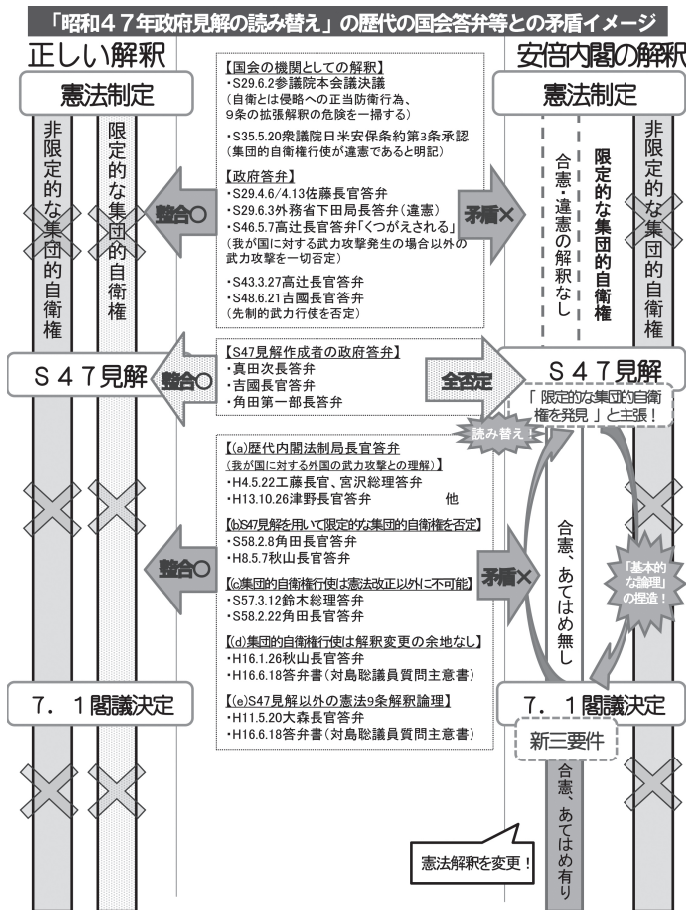 「昭和４７年政府見解の読み替え」の歴代の国会答弁等との矛盾イメージ
正しい解釈
憲法制定
非限定的な集団的自衛権
限定的な集団的自衛権
S４７見解
7．1閣議決定
【国会の機関としての解釈】
・S29.6.2参議院本会議決議
(自衛とは侵略への正当防衛行為、
9条の拡張解釈の危険を一掃する)
・S35.5.20衆議院日米安保条約第3条承認
(集団的自衛権行使が違憲であると明記)
【政府答弁】
・S29.4.6/4.13佐藤長官答弁
・S29.6.3外務省下田局長答弁(違憲)
・S46.5.7高辻長官答弁「くつがえされる」
(我が国に対する武力攻撃発生の場合以外の
武力攻撃を一切否定)
・S43.3.27高辻長官答弁
・S48.6.21吉國長官答弁
(先制的武力行使を否定)
整合○
矛盾×
【S47見解作成者の政府答弁】
・真田次長答弁
・吉國長官答弁
・角田第一部長答弁
整合○
全否定
【(a)歴代内閣法制局長官答弁
(我が国に対する外国の武力攻撃との理解)】
・H4.5.22工藤長官、宮沢総理答弁
・H13.10.26津野長官答弁 他
【(b)S47見解を用いて限定的な集団的自衛権を否定】
・S58.2.8角田長官答弁
・H8.5.7秋山長官答弁
【(c)集団的自衛権行使は憲法改正以外に不可能】
・S57.3.12鈴木総理答弁
・S58.2.22角田長官答弁
【(d)集団的自衛権行使は解釈変更の余地なし】
・H16.1.26秋山長官答弁
・H16.6.18答弁書(対島聡議員質問主意書)
【(e)S47見解以外の憲法9条解釈論理】
・H11.5.20大森長官答弁
・H16.6.18答弁書(対島聡議員質問主意書)
整合○
矛盾×
安倍内閣の解釈
憲法制定
合憲・違憲の解釈なし
限定的な集団的自衛権
非限定的な集団的自衛権
S４７見解
「限定的な集団的自衛
権を発見」と主張！
読み替え！
合憲、あてはめ無し
「基本的
な論理」
の捏造！
7．1閣議決定
新三要件
合憲、あてはめ有り
憲法解釈を変更！